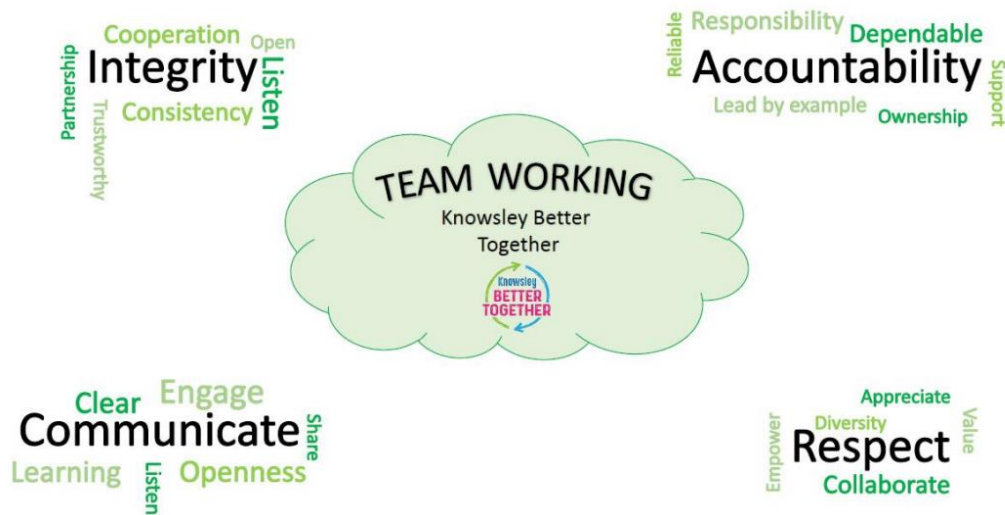 Cooperation
Open
Partnership
Integrity
Listen
Trustworthy
Consistency
Reliable
Responsibility
Dependable
Accountability
Support
Lead by example
Ownership
TEAM WORKING
Knowsley Better
Together
Knowsley
BETTER
TOGETHER
Clear
Engage
Communicate
Share
Learning
Listen
Openness
Appreciate
Empower
Diversity
Value
Respect
Collaborate